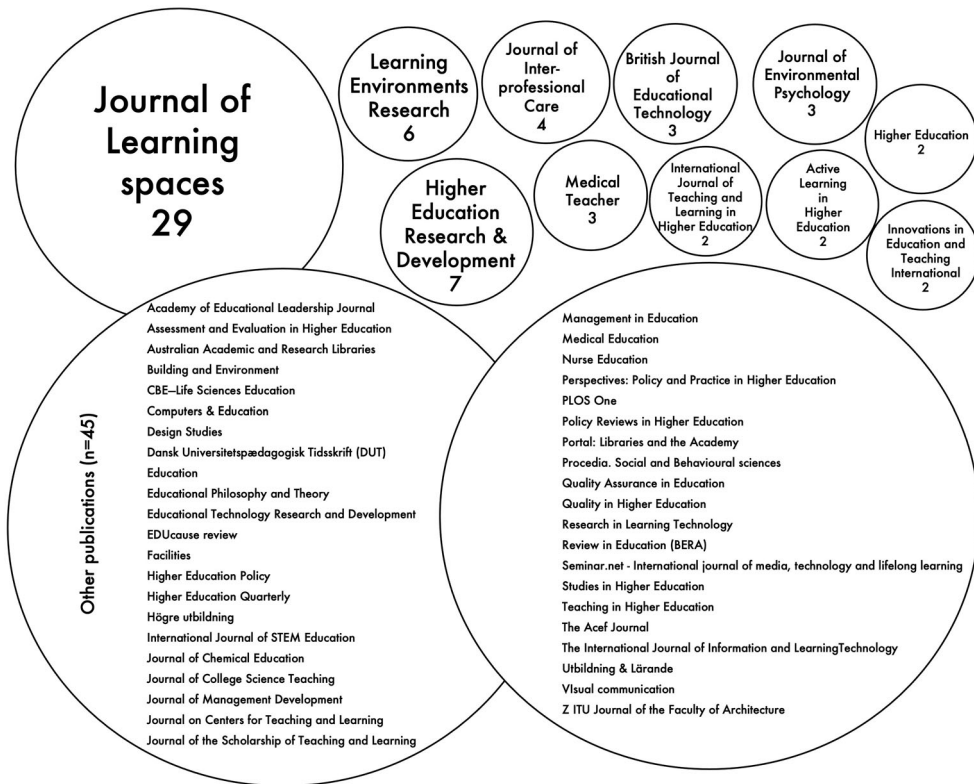 Journal of
Learning
spaces
29
Learning
Environments
Research
6
Journal of
Inter-
professional
Care
4
British Journal
of
Educational
Technology
3
Journal of
Environmental
Psychology
3
Higher Education
2
Higher
Education
Research &
Development
7
Medical
Teacher
3
International
Journal of
Teaching and
Learning in
Higher Education
2
Active
Learning
in
Higher
Education
2
Innovations in
Education and
Teaching
International
2
Other publications (n=45)
Academy of Educational Leadership Journal
Assessment and Evaluation in Higher Education
Australian Academic and Research Libraries
Building and Environment
CBE—Life Sciences Education
Computers & Education
Design Studies
Dansk Universitetspædagogisk Tidsskrift (DUT)
Education
Educational Philosophy and Theory
Educational Technology Research and Development
EDUcause review
Facilities
Higher Education Policy
Higher Education Quarterly
Högre utbildning
International Journal of STEM Education
Journal of Chemical Education
Journal of College Science Teaching
Journal of Management Development
Journal on Centers for Teaching and Learning
Journal of the Scholarship of Teaching and Learning
Management in Education
Medical Education
Nurse Education
Perspectives: Policy and Practice in Higher Education
PLOS One
Policy Reviews in Higher Education
Portal: Libraries and the Academy
Procedia. Social and Behavioural sciences
Quality Assurance in Education
Quality in Higher Education
Research in Learning Technology
Review in Education (BERA)
Seminar.net - International journal of media, technology and lifelong learning
Studies in Higher Education
Teaching in Higher Education
The Acef Journal
The International Journal of Information and LearningTechnology
Utbildning & Lärande
VIsual communication
Z ITU Journal of the Faculty of Architecture